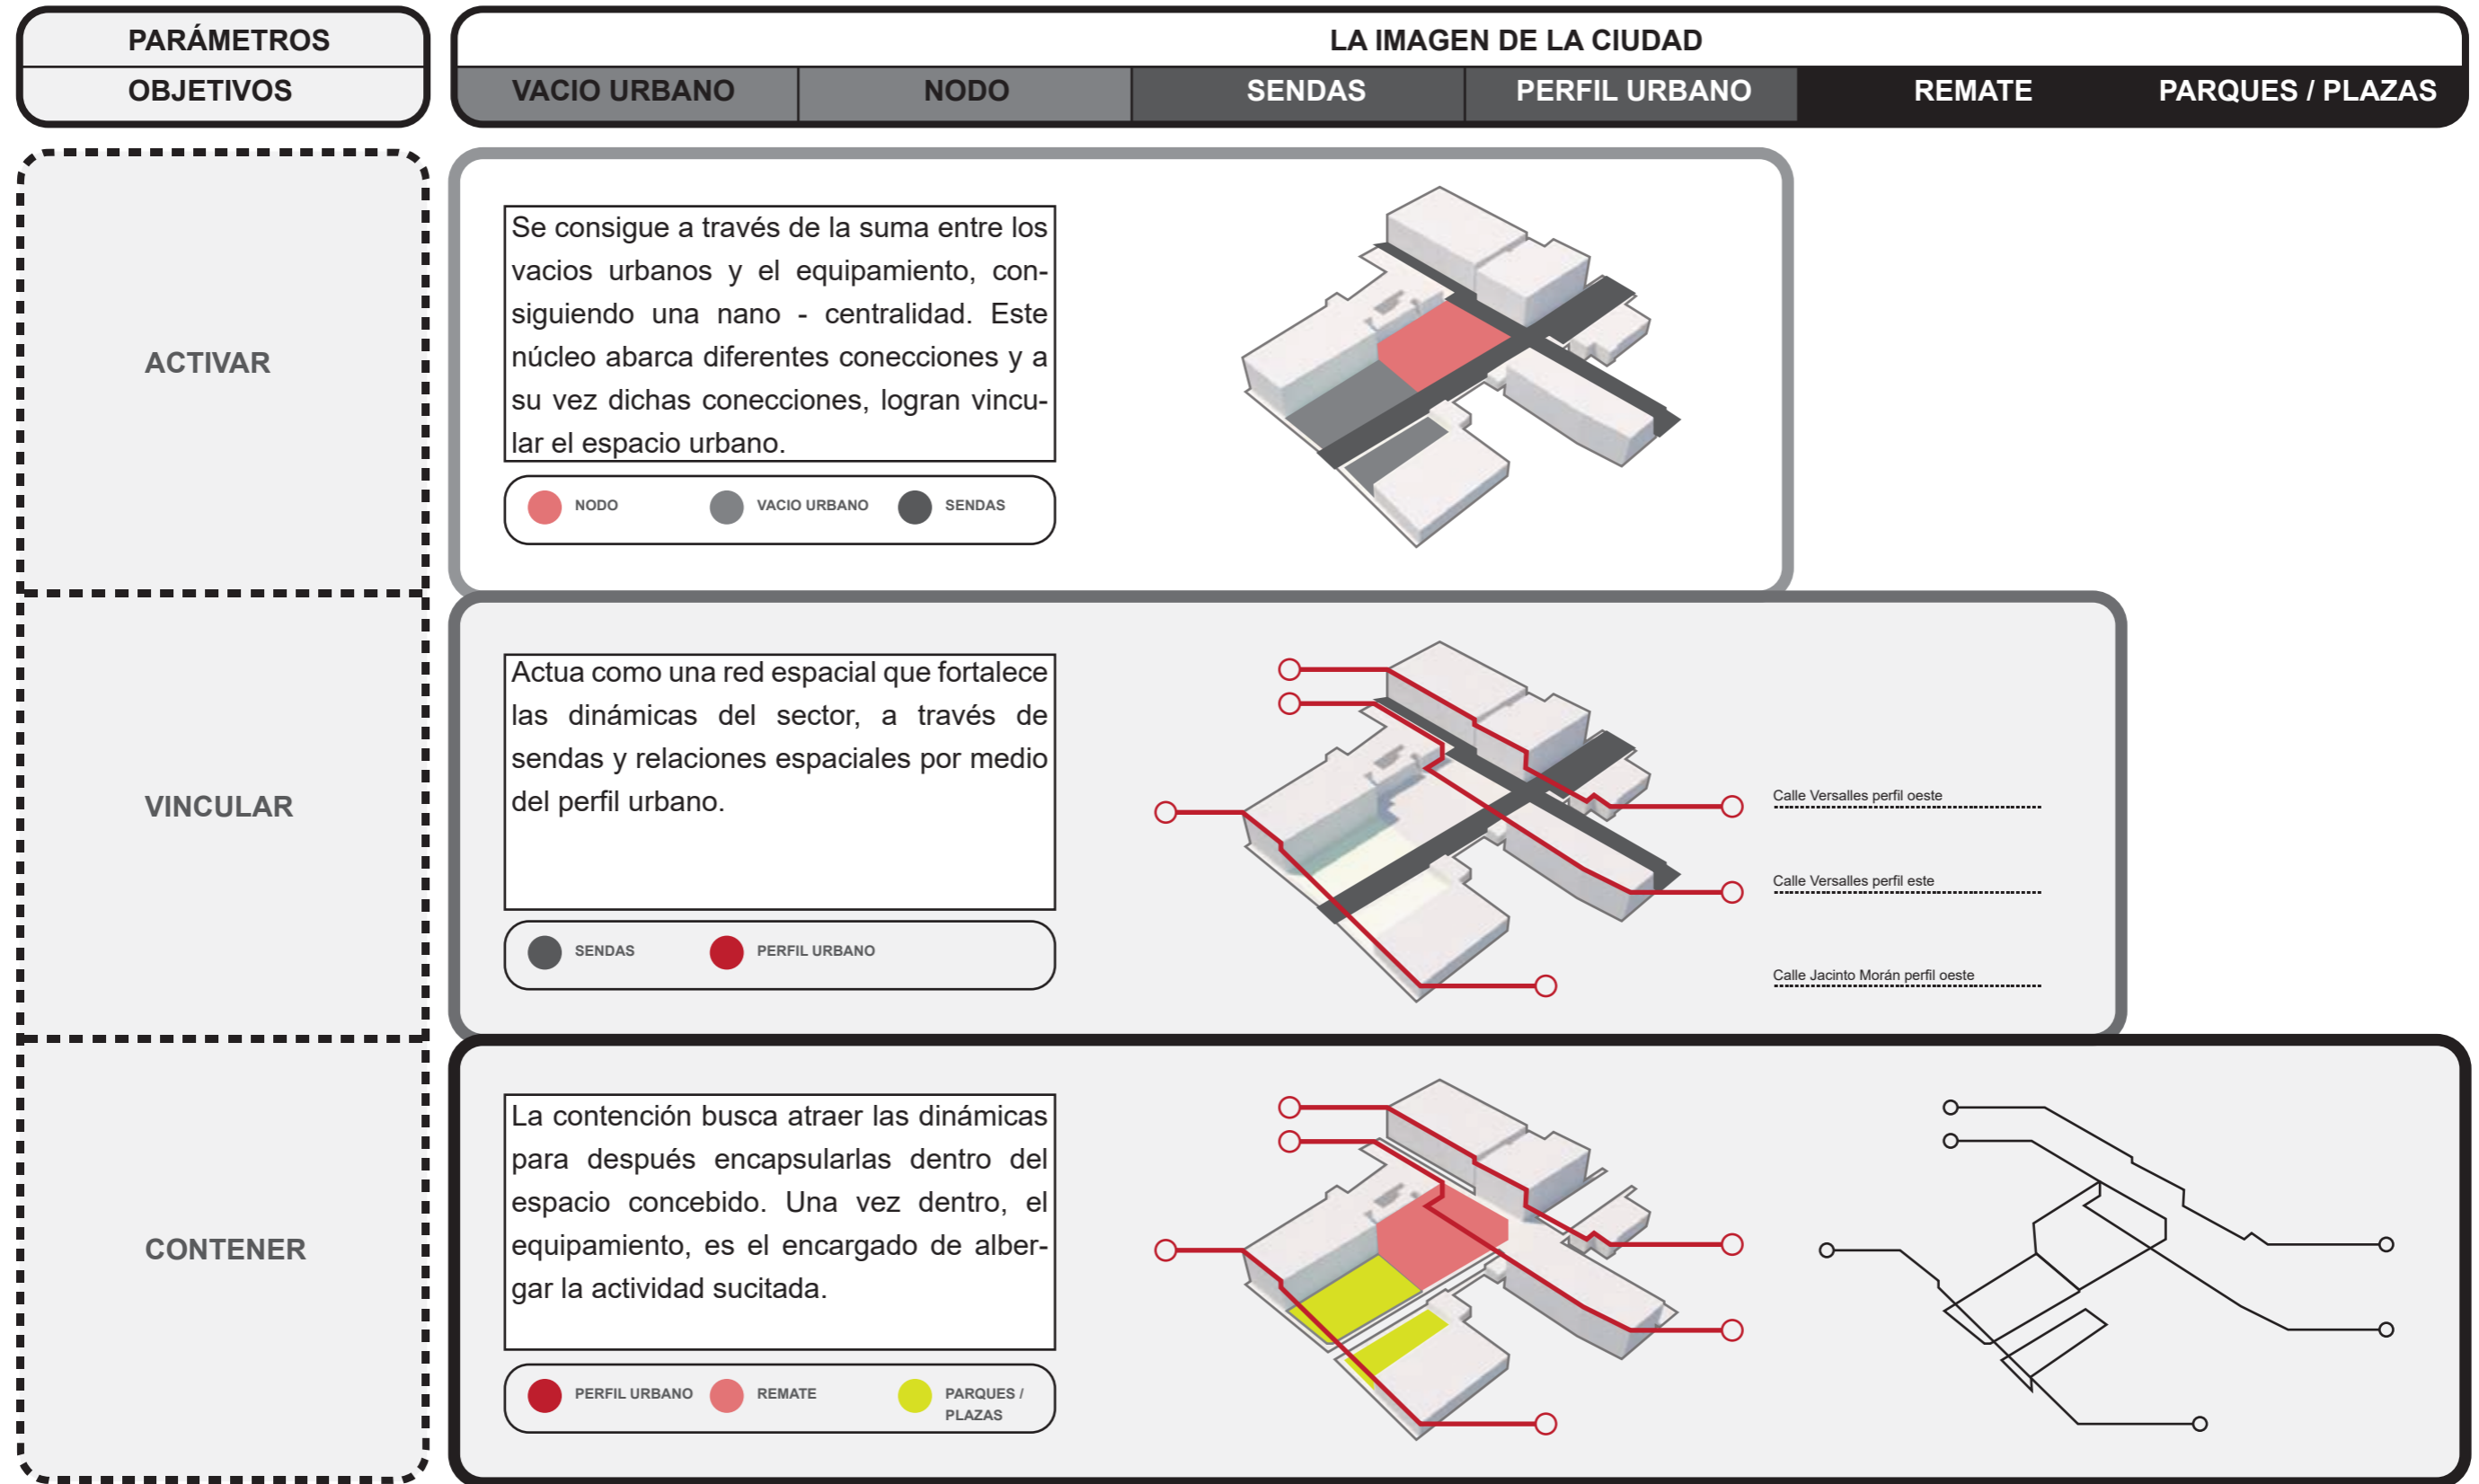 PARÁMETROS
OBJETIVOS
LA IMAGEN DE LA CIUDAD
VACIO URBANO
NODO
SENDAS
PERFIL URBANO
REMATE
PARQUES / PLAZAS
ACTIVAR
Se consigue a través de la suma entre los
vacios urbanos y el equipamiento, con-
siguiendo una nano - centralidad. Este
núcleo abarca diferentes conecciones y a
su vez dichas conecciones, logran vincu-
lar el espacio urbano.
NODO
VACIO URBANO
SENDAS
VINCULAR
Actua como una red espacial que fortalece
las dinámicas del sector, a través de
sendas y relaciones espaciales por medio
del perfil urbano.
SENDAS
PERFIL URBANO
Calle Versalles perfil oeste
Calle Versalles perfil este
Calle Jacinto Morán perfil oeste
CONTENER
La contención busca atraer las dinámicas
para después encapsularlas dentro del
espacio concebido. Una vez dentro, el
equipamiento, es el encargado de alber-
gar la actividad sucitada.
PERFIL URBANO
REMATE
PARQUES /
PLAZAS